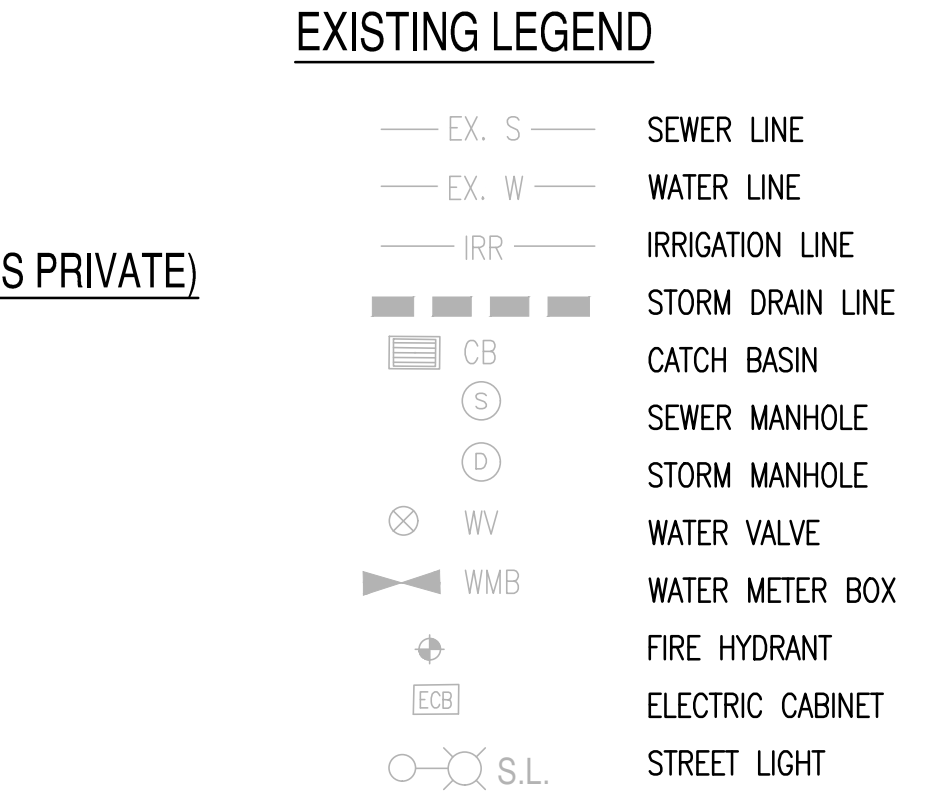 EXISTING LEGEND
EX. S SEWER LINE
EX. W WATER LINE
IRR IRRIGATION LINE
S PRIVATE)
STORM DRAIN LINE
CB CATCH BASIN
S SEWER MANHOLE
D STORM MANHOLE
WV WATER VALVE
WMB WATER METER BOX
FIRE HYDRANT
ECB ELECTRIC CABINET
S.L. STREET LIGHT